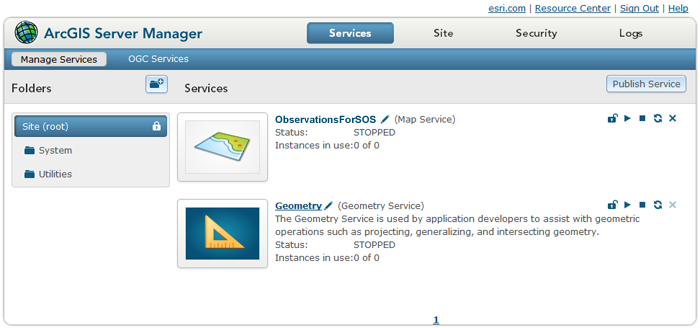 esri.com | Resource Center | Sign Out | Help
ArcGIS Server Manager
Services
Site
Security
Logs
Manage Services
OGC Services
Folders
Services
Publish Service
Site (root)
System
Utilities
ObservationsForSOS (Map Service)
Status: STOPPED
Instances in use:0 of 0
Geometry (Geometry Service)
The Geometry Service is used by application developers to assist with geometric
operations such as projecting, generalizing, and intersecting geometry.
Status: STOPPED
Instances in use:0 of 0
1